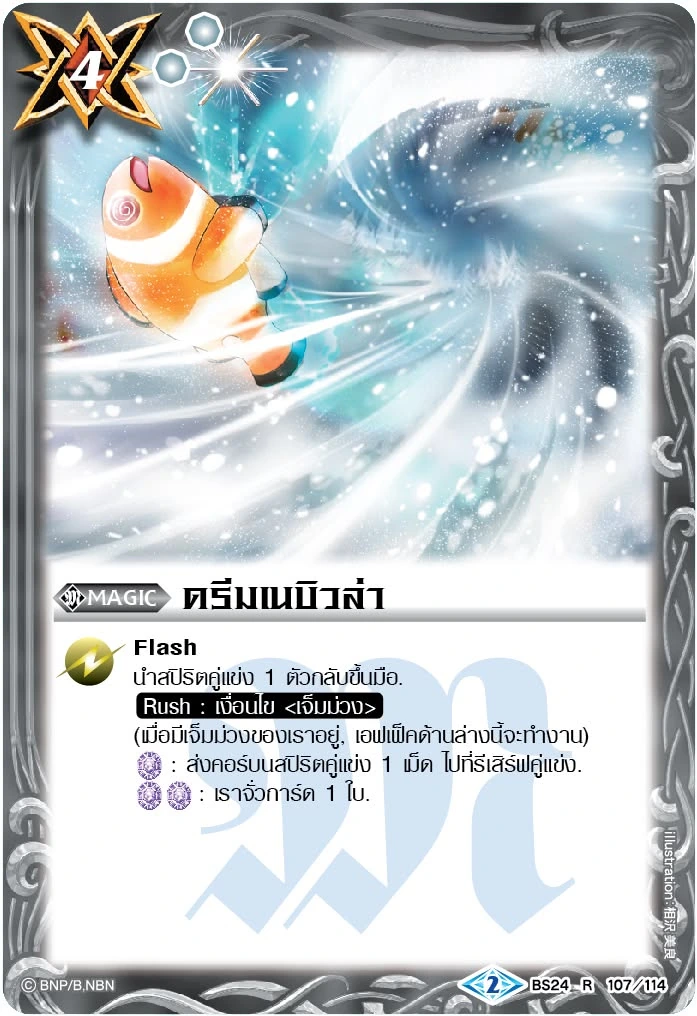 4
MAGIC ดรีมเนบิวล่า
Flash
นำสปิริตคู่แข่ง 1 ตัวกลับขึ้นมือ.
Rush : เงื่อนไข <เจ็มม่วง>
(เมื่อมีเจ็มม่วงของเราอยู่, เอฟเฟ็คด้านล่างนี้จะทำงาน)
: ส่งคอร์บนสปิริตคู่แข่ง 1 เม็ด ไปที่รีเสิร์ฟคู่แข่ง.
: เราจั่วการ์ด 1 ใบ.
illustration: 相沢 美良
©BNP/B,NBN
2 BS24 R 107/114